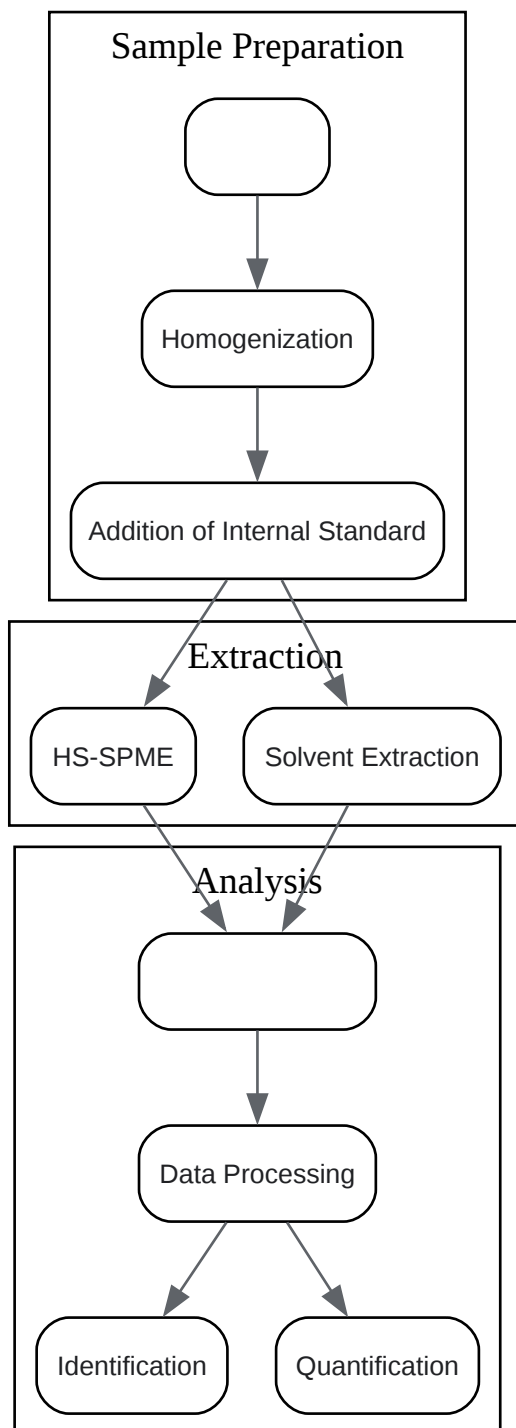 Sample Preparation
Homogenization
Addition of Internal Standard
Extraction
HS-SPME
Solvent Extraction
Analysis
Data Processing
Identification
Quantification